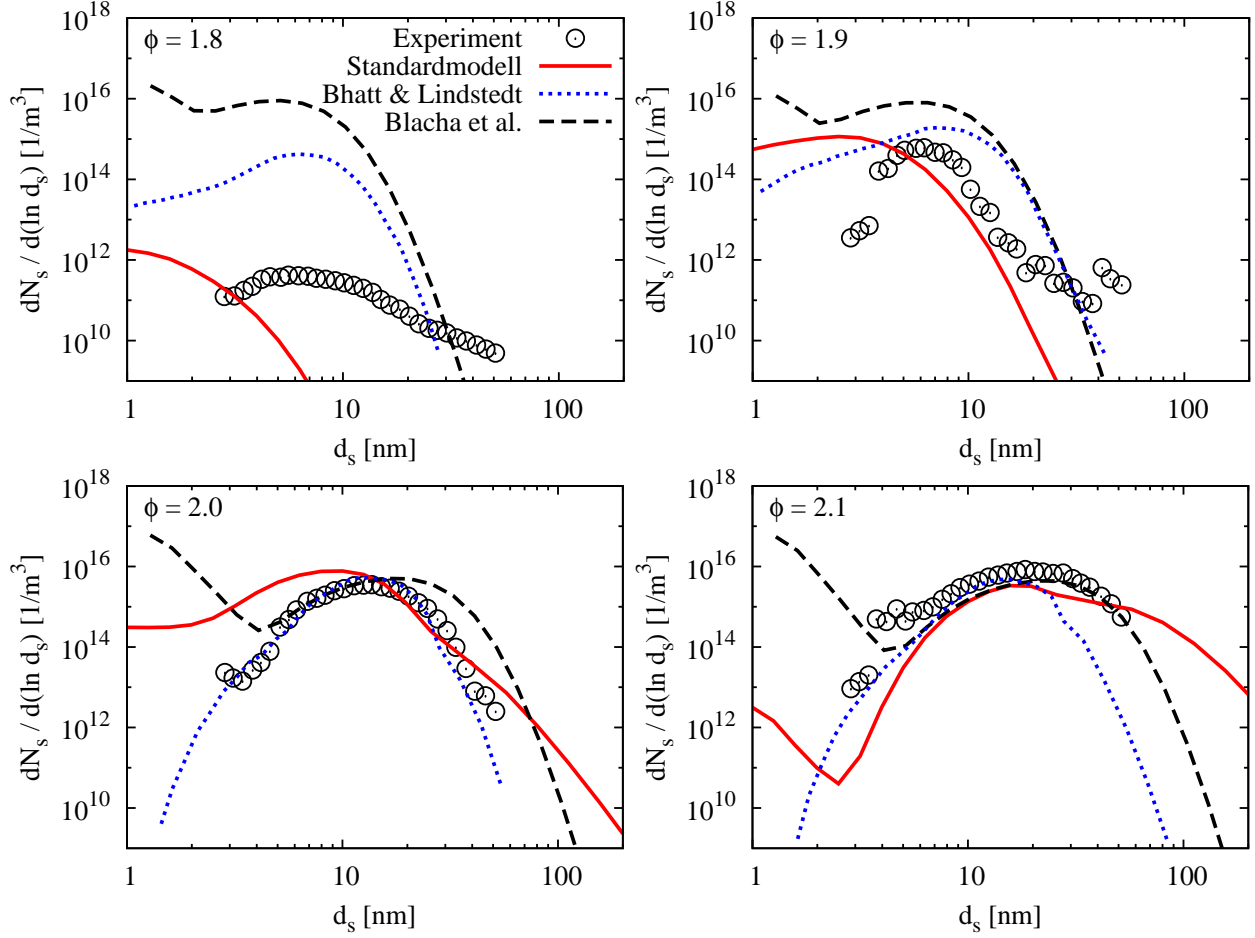 ϕ = 1.8
Experiment
Standardmodell
Bhatt & Lindstedt
Blacha et al.
dN_s / d(ln d_s) [1/m^3]
10^18
10^16
10^14
10^12
10^10
1 10 100
d_s [nm]
ϕ = 1.9
dN_s / d(ln d_s) [1/m^3]
10^18
10^16
10^14
10^12
10^10
1 10 100
d_s [nm]
ϕ = 2.0
dN_s / d(ln d_s) [1/m^3]
10^18
10^16
10^14
10^12
10^10
1 10 100
d_s [nm]
ϕ = 2.1
dN_s / d(ln d_s) [1/m^3]
10^18
10^16
10^14
10^12
10^10
1 10 100
d_s [nm]